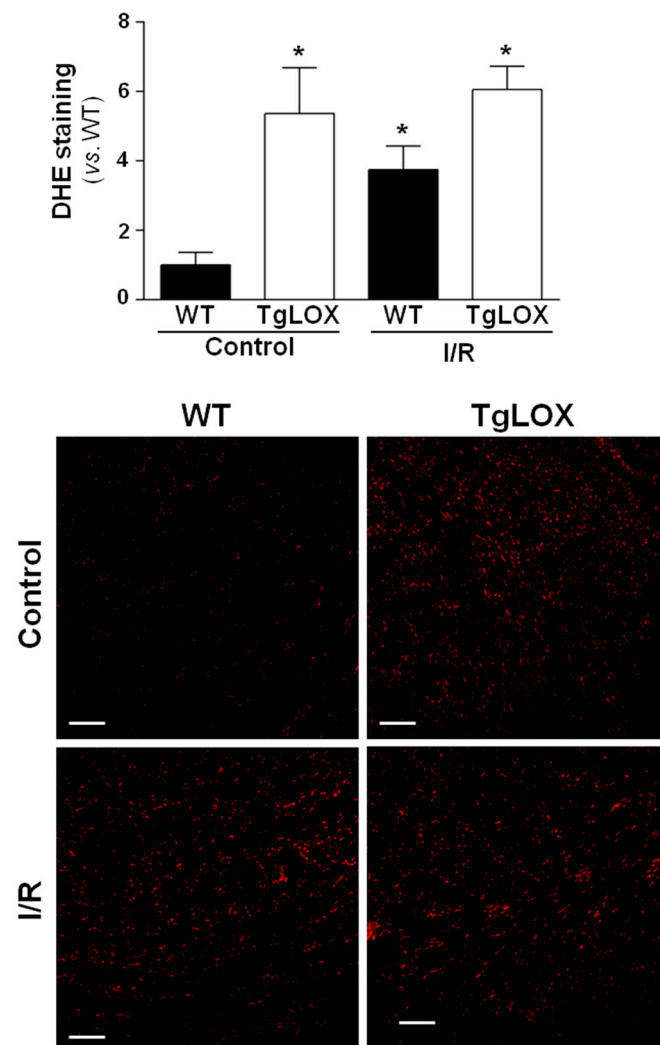 8
6
4
2
0
DHE staining
(vs. WT)
*
*
*
WT TgLOX WT TgLOX
Control I/R
WT TgLOX
Control
I/R